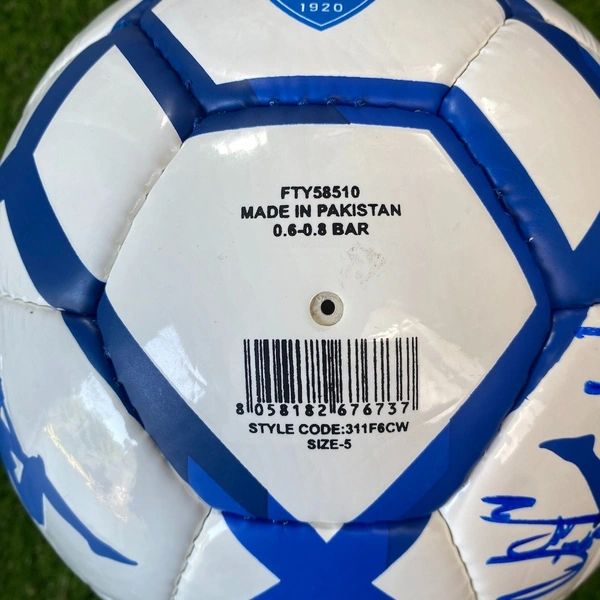 1920
FTY58510
MADE IN PAKISTAN
0.6-0.8 BAR
8 058182 676737
STYLE CODE:311F6CW
SIZE-5